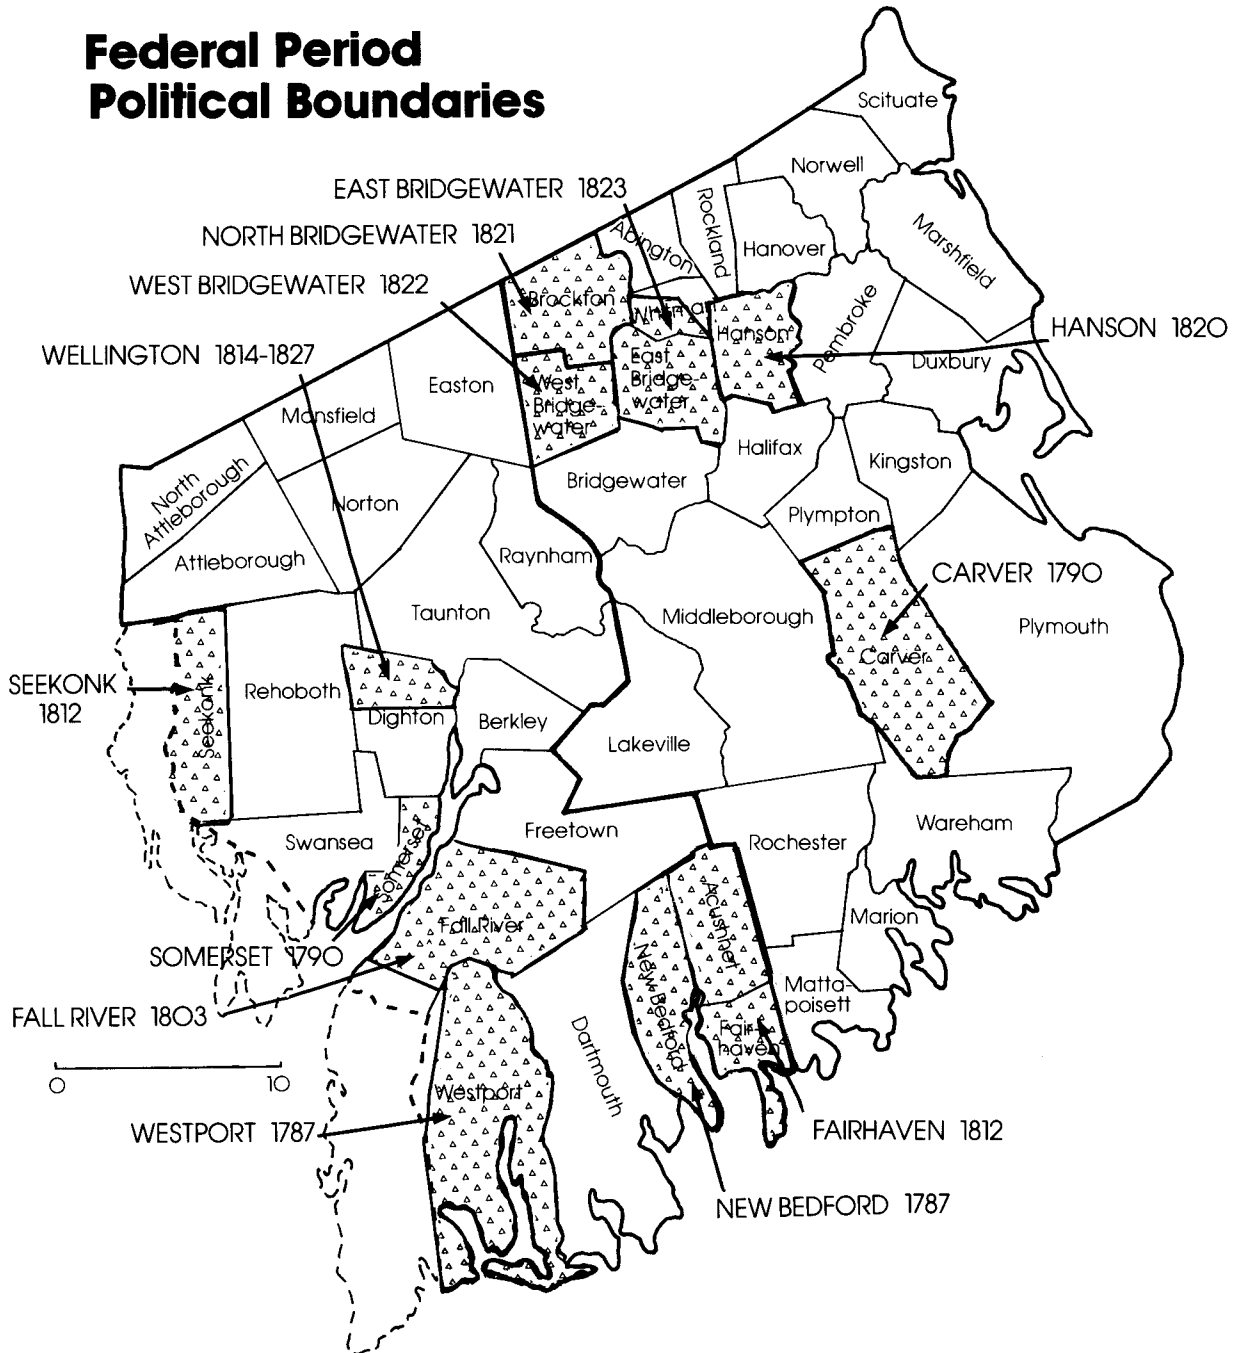 Federal Period
Political Boundaries
Scituate
Norwell
EAST BRIDGEWATER 1823
Rockland
NORTH BRIDGEWATER 1821
Abington
Hanover
Marshfield
WEST BRIDGEWATER 1822
Brockton
Whitman
Hanson
Pembroke
HANSON 1820
WELLINGTON 1814-1827
Duxbury
Easton
West
Bridge-
water
East
Bridge-
water
Mansfield
Halifax
Kingston
North
Attleborough
Bridgewater
Norton
Plympton
Attleborough
Raynham
CARVER 1790
Taunton
Middleborough
Plymouth
Carver
SEEKONK
1812
Seekonk
Rehoboth
Dighton
Berkley
Lakeville
Swansea
Somerset
Freetown
Rochester
Wareham
Acushnet
Marion
Fall River
SOMERSET 1790
New Bedford
Matta-
poisett
FALL RIVER 1803
Fair-
haven
Dartmouth
0 10
Westport
WESTPORT 1787
FAIRHAVEN 1812
NEW BEDFORD 1787